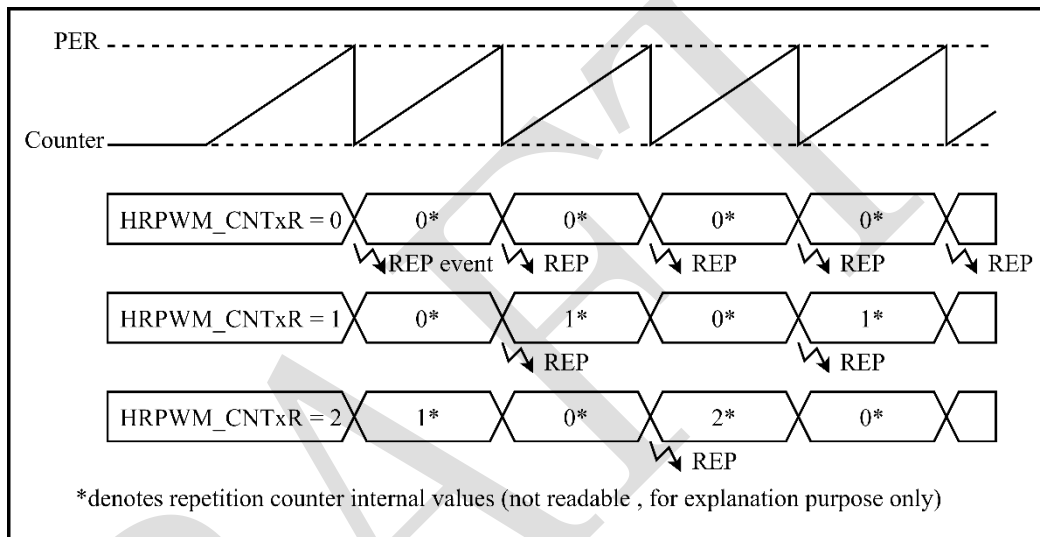 PER
Counter
HRPWM_CNTxR = 0 0* 0* 0* 0*
REP event REP REP REP REP
HRPWM_CNTxR = 1 0* 1* 0* 1*
REP REP
HRPWM_CNTxR = 2 1* 0* 2* 0*
REP
*denotes repetition counter internal values (not readable , for explanation purpose only)